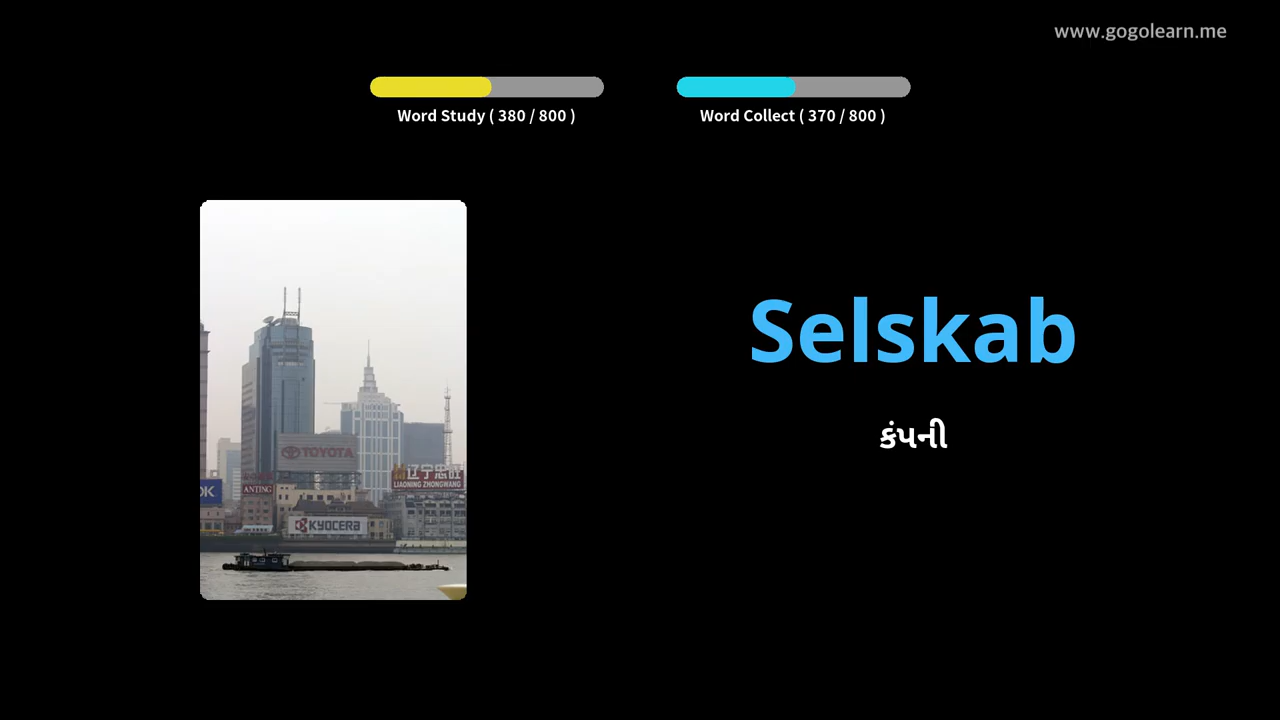 www.gogolearn.me
Word Study ( 380 / 800 )
Word Collect ( 370 / 800 )
Selskab
કંપની
TOYOTA
辽宁忠旺
LIAONING ZHONGWANG
OK
ANTING
KYOCERA